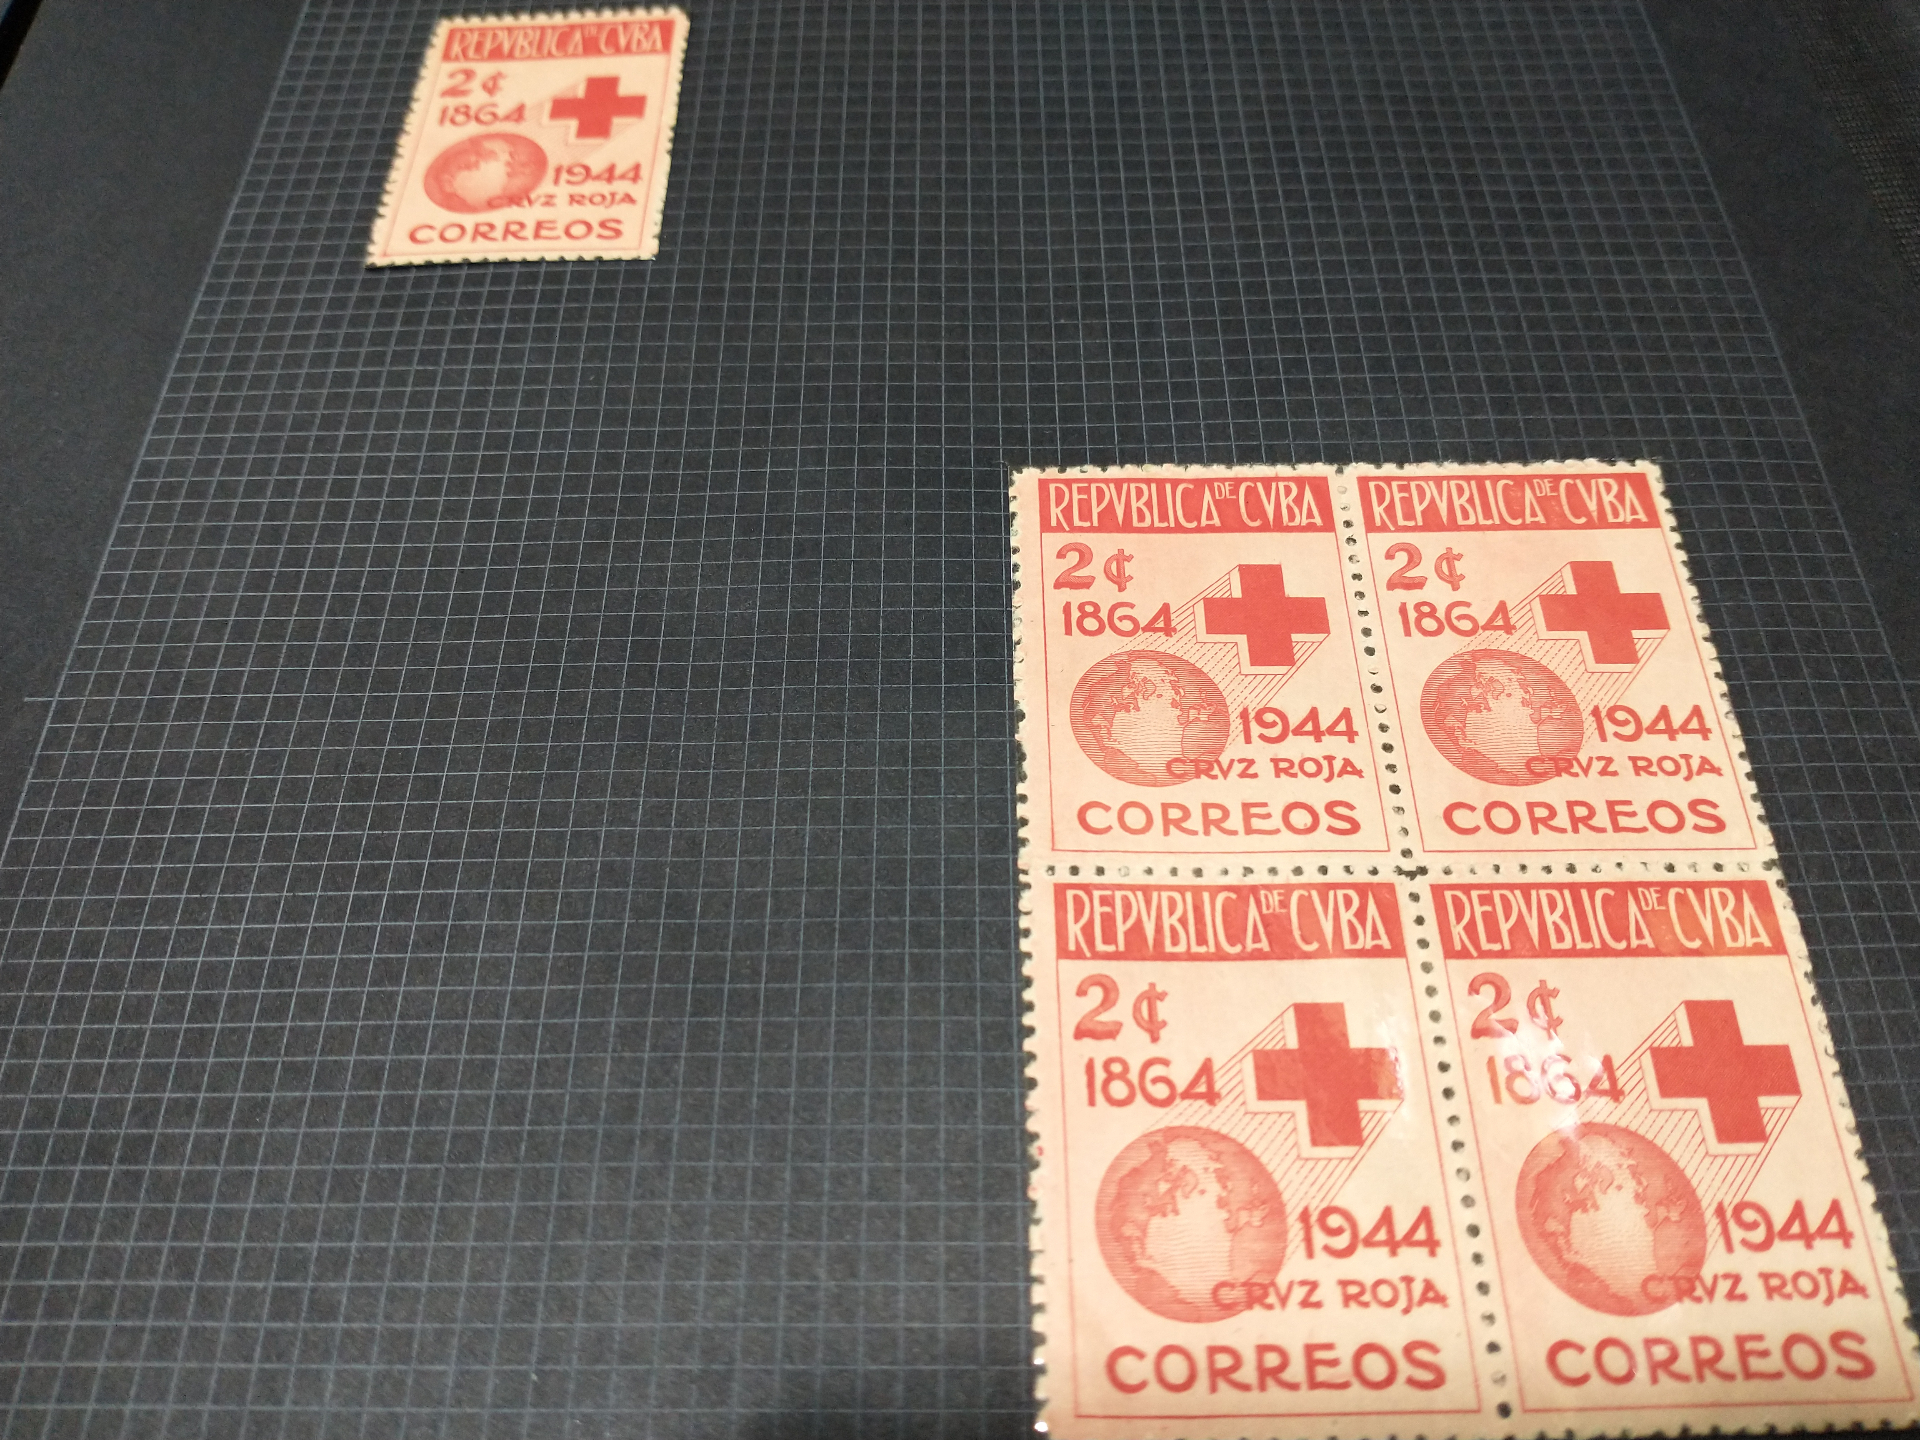 REPVBLICA DE CVBA
2¢
1864
1944
CRVZ ROJA
CORREOS
REPVBLICA DE CVBA
2¢
1864
1944
CRVZ ROJA
CORREOS
REPVBLICA DE CVBA
2¢
1864
1944
CRVZ ROJA
CORREOS
REPVBLICA DE CVBA
2¢
1864
1944
CRVZ ROJA
CORREOS
REPVBLICA DE CVBA
2¢
1864
1944
CRVZ ROJA
CORREOS